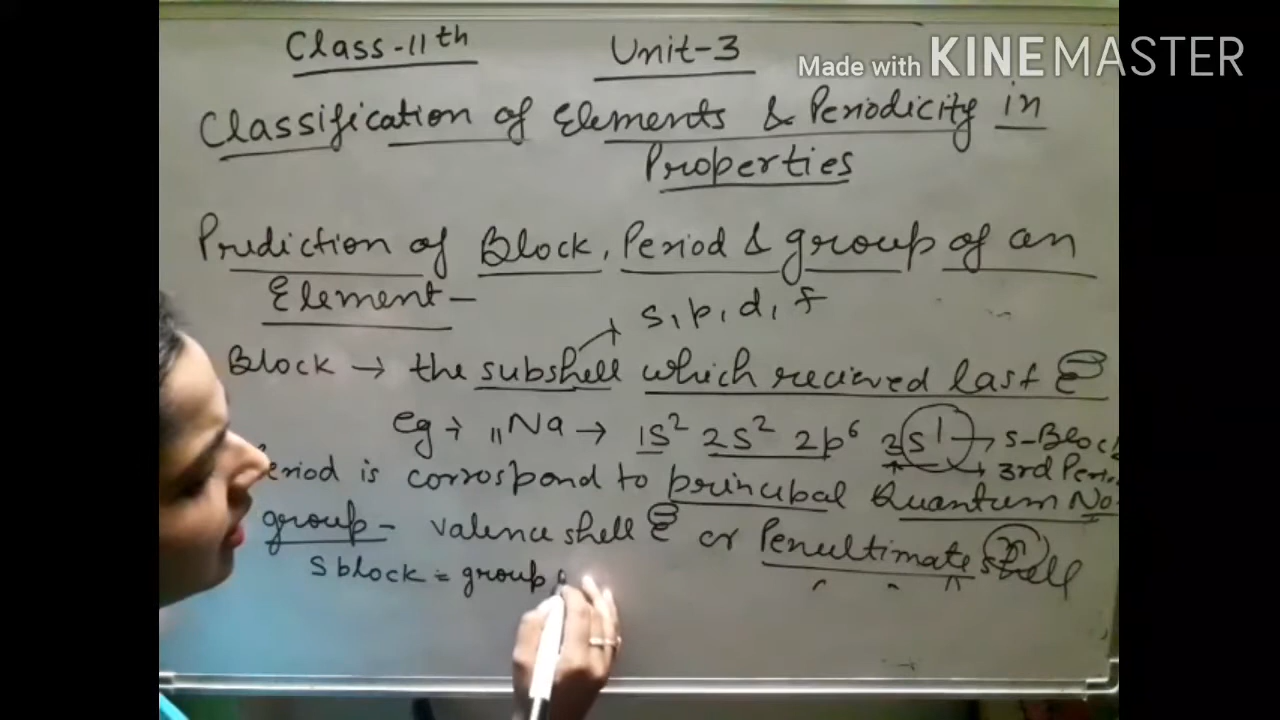 Class-11th Unit-3
Made with KINEMASTER
Classification of Elements & Periodicity in
Properties
Prediction of Block, Period & group of an
Element -
s, p, d, f
Block → the subshell which recieved last e
eg → ₁₁Na → 1s² 2s² 2p⁶ 3s¹ → s-Block
→ 3rd Perio
eriod is correspond to principal Quantum No.
n
group - valence shell e or Penultimate shell
s block = group